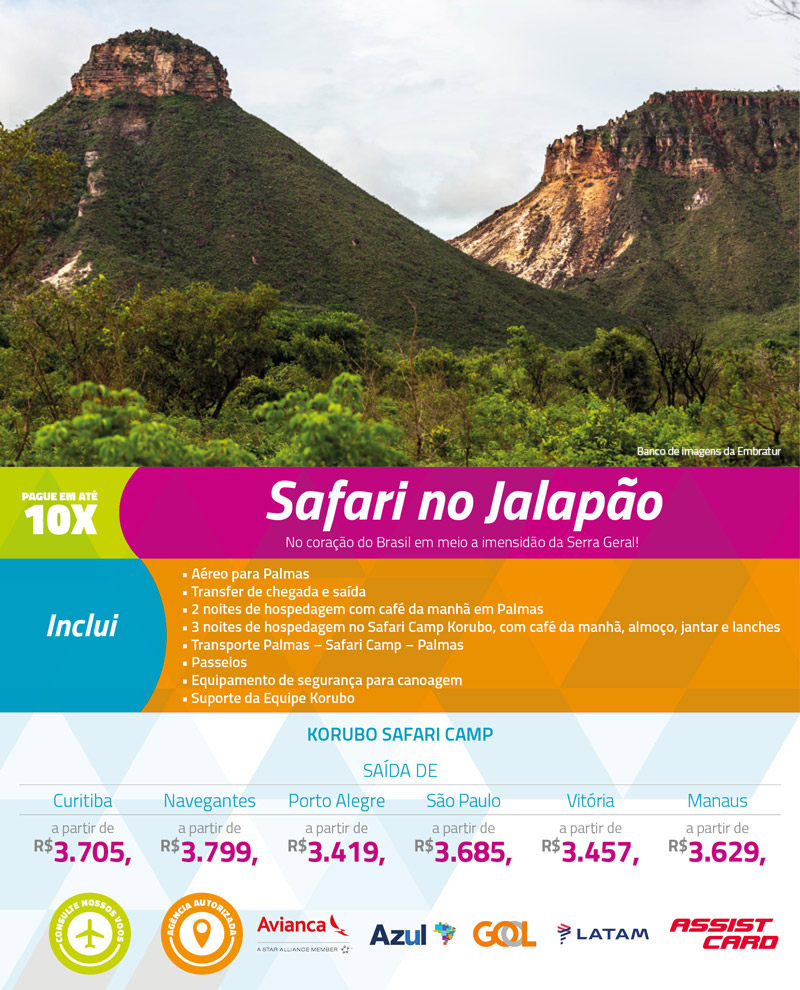 Banco de Imagens da Embratur
PAGUE EM ATÉ
10X
Safari no Jalapão
No coração do Brasil em meio a imensidão da Serra Geral!
Inclui
• Aéreo para Palmas
• Transfer de chegada e saída
• 2 noites de hospedagem com café da manhã em Palmas
• 3 noites de hospedagem no Safari Camp Korubo, com café da manhã, almoço, jantar e lanches
• Transporte Palmas – Safari Camp – Palmas
• Passeios
• Equipamento de segurança para canoagem
• Suporte da Equipe Korubo
KORUBO SAFARI CAMP
SAÍDA DE
Curitiba Navegantes Porto Alegre São Paulo Vitória Manaus
a partir de a partir de a partir de a partir de a partir de a partir de
R$3.705, R$3.799, R$3.419, R$3.685, R$3.457, R$3.629,
CONSULTE NOSSOS VOOS
AGÊNCIA AUTORIZADA
Avianca
A STAR ALLIANCE MEMBER
Azul
GOL
LATAM
ASSIST
CARD